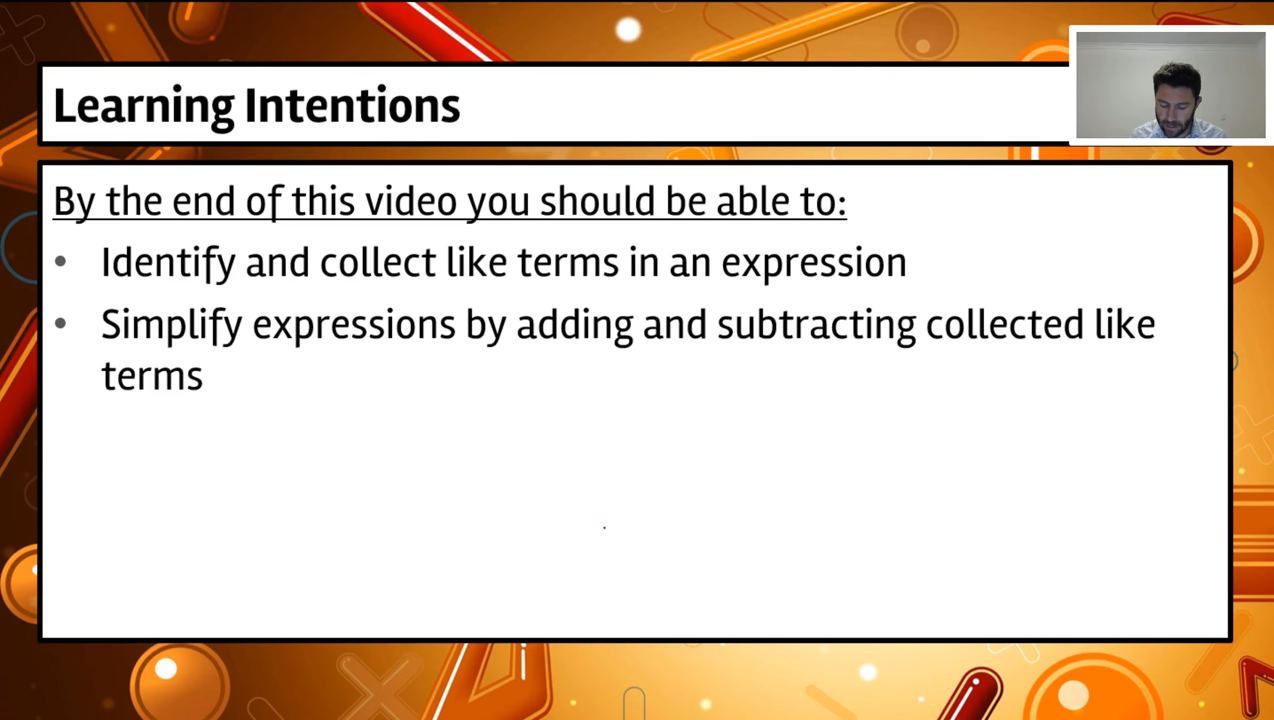 Learning Intentions
By the end of this video you should be able to:
• Identify and collect like terms in an expression
• Simplify expressions by adding and subtracting collected like
terms